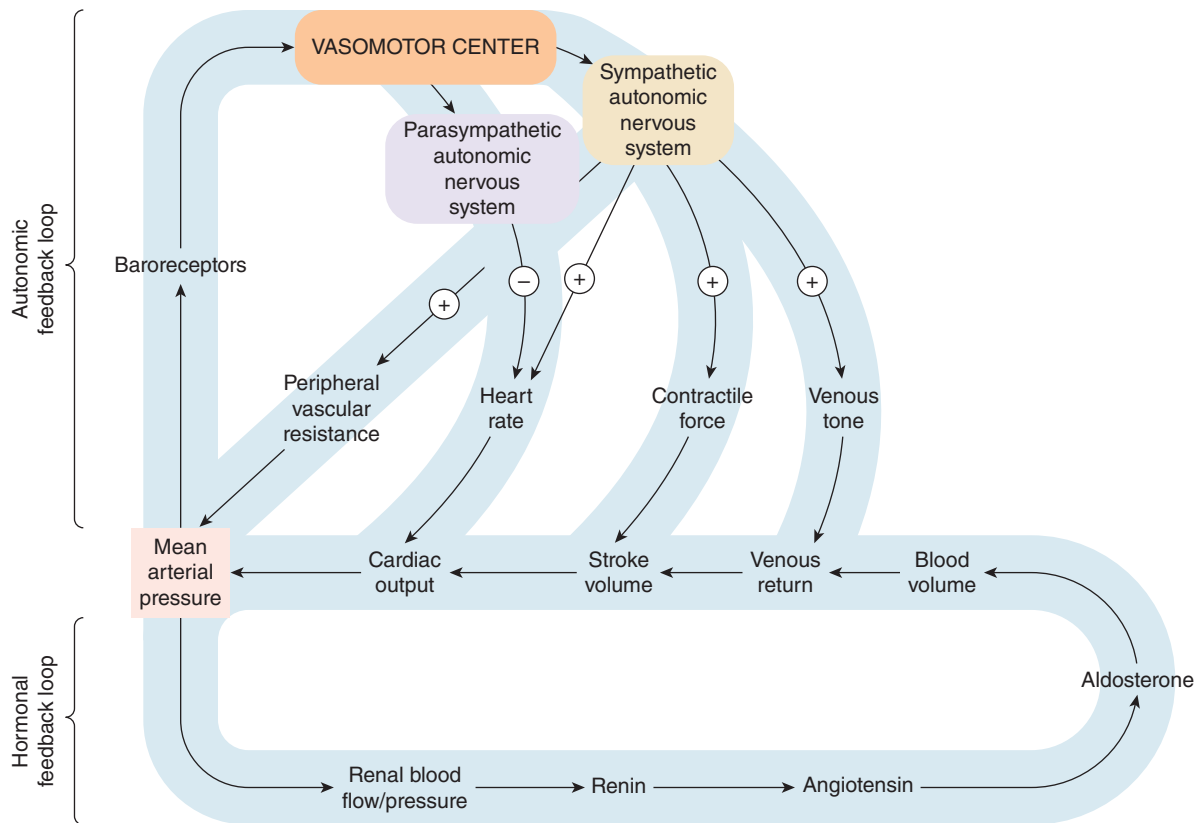 VASOMOTOR CENTER
Sympathetic
autonomic
nervous
system
Parasympathetic
autonomic
nervous
system
Autonomic
feedback loop
Baroreceptors
+
−
+
+
+
Peripheral
vascular
resistance
Heart
rate
Contractile
force
Venous
tone
Mean
arterial
pressure
Cardiac
output
Stroke
volume
Venous
return
Blood
volume
Hormonal
feedback loop
Aldosterone
Renal blood
flow/pressure
Renin
Angiotensin